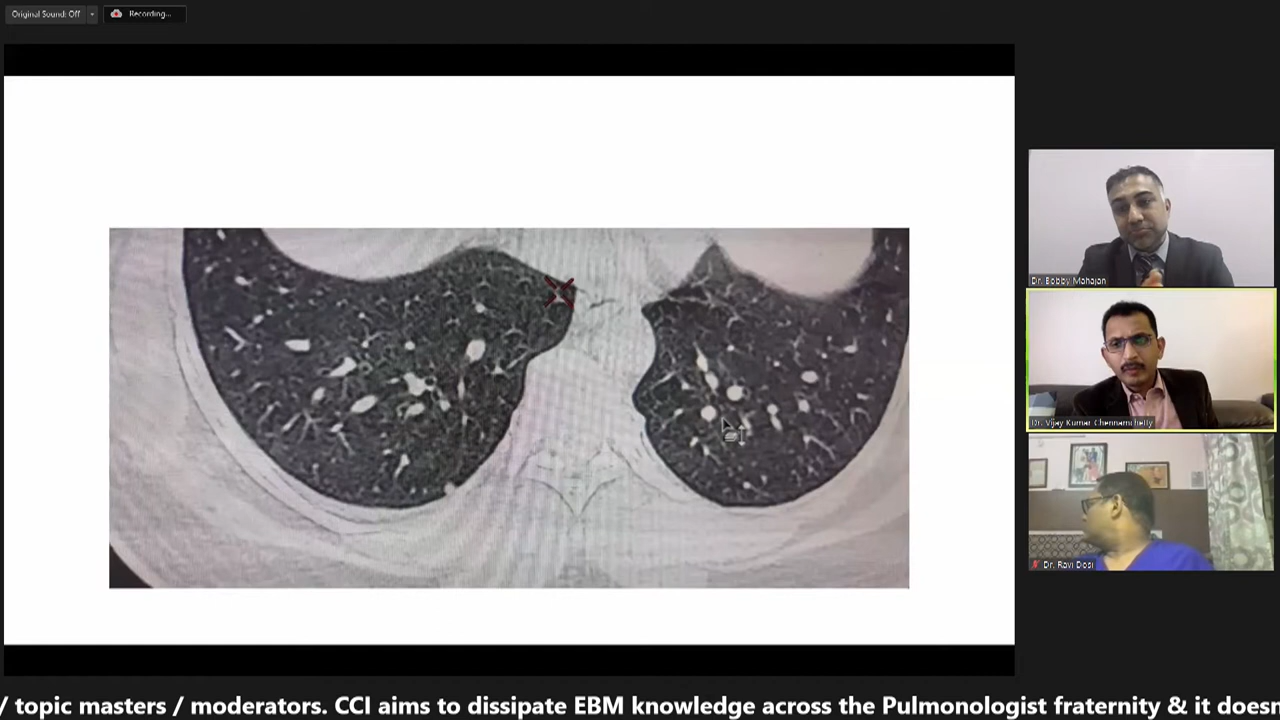 Original Sound: Off
Recording...
Dr. Bobby Mahajan
Dr. Vijay Kumar Chennamchetty
Dr. Ravi Dosi
/ topic masters / moderators. CCI aims to dissipate EBM knowledge across the Pulmonologist fraternity & it doesn